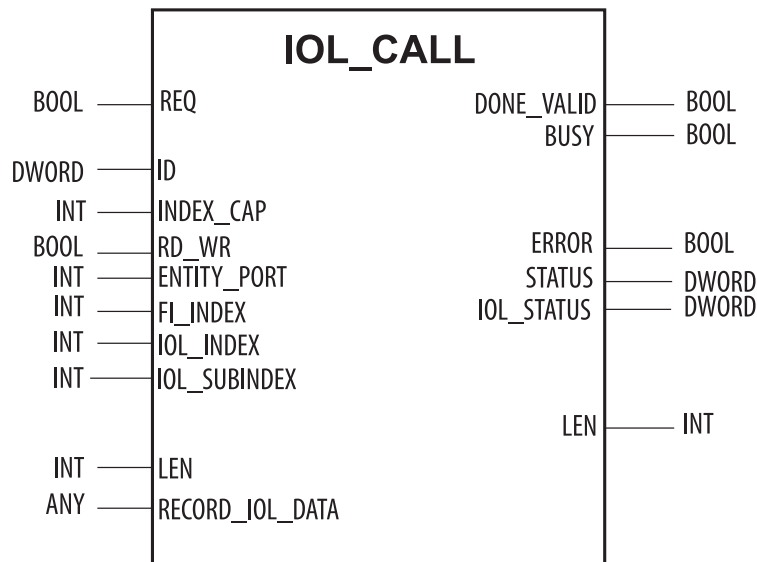 IOL_CALL
BOOL REQ DONE_VALID BOOL
BUSY BOOL
DWORD ID
INT INDEX_CAP
BOOL RD_WR ERROR BOOL
INT ENTITY_PORT STATUS DWORD
INT FI_INDEX IOL_STATUS DWORD
INT IOL_INDEX
INT IOL_SUBINDEX
LEN INT
INT LEN
ANY RECORD_IOL_DATA